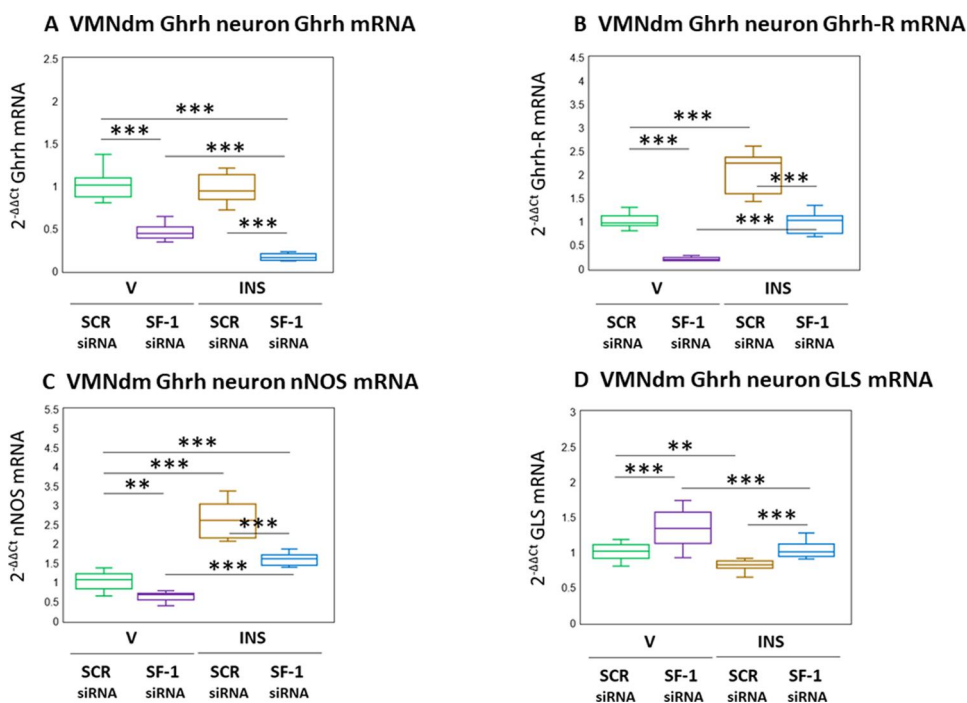 A VMNdm Ghrh neuron Ghrh mRNA
2^-ΔΔCt Ghrh mRNA
2.5
2
1.5
1
0.5
0
***
***
***
***
***
V INS
SCR SF-1 SCR SF-1
siRNA siRNA siRNA siRNA
B VMNdm Ghrh neuron Ghrh-R mRNA
2^-ΔΔCt Ghrh-R mRNA
4.5
4
3.5
3
2.5
2
1.5
1
0.5
0
***
***
***
***
V INS
SCR SF-1 SCR SF-1
siRNA siRNA siRNA siRNA
C VMNdm Ghrh neuron nNOS mRNA
2^-ΔΔCt nNOS mRNA
5.5
5
4.5
4
3.5
3
2.5
2
1.5
1
0.5
0
***
***
**
***
***
V INS
SCR SF-1 SCR SF-1
siRNA siRNA siRNA siRNA
D VMNdm Ghrh neuron GLS mRNA
2^-ΔΔCt GLS mRNA
3
2.5
2
1.5
1
0.5
0
**
***
***
***
V INS
SCR SF-1 SCR SF-1
siRNA siRNA siRNA siRNA